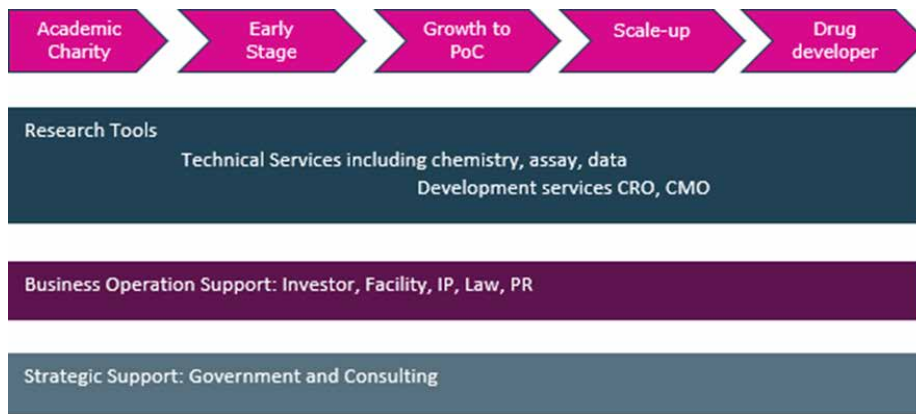 Academic
Charity
Early
Stage
Growth to
PoC
Scale-up
Drug
developer
Research Tools
Technical Services including chemistry, assay, data
Development services CRO, CMO
Business Operation Support: Investor, Facility, IP, Law, PR
Strategic Support: Government and Consulting